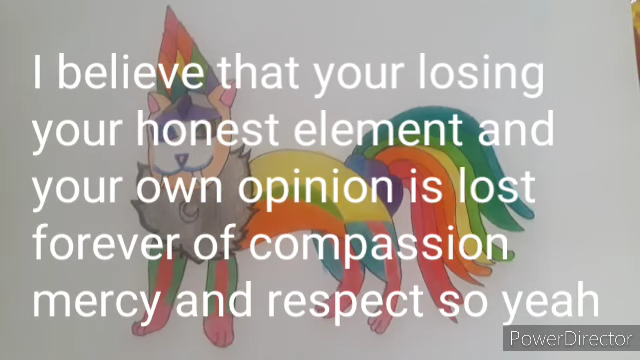 I believe that your losing
your honest element and
your own opinion is lost
forever of compassion
mercy and respect so yeah
PowerDirector